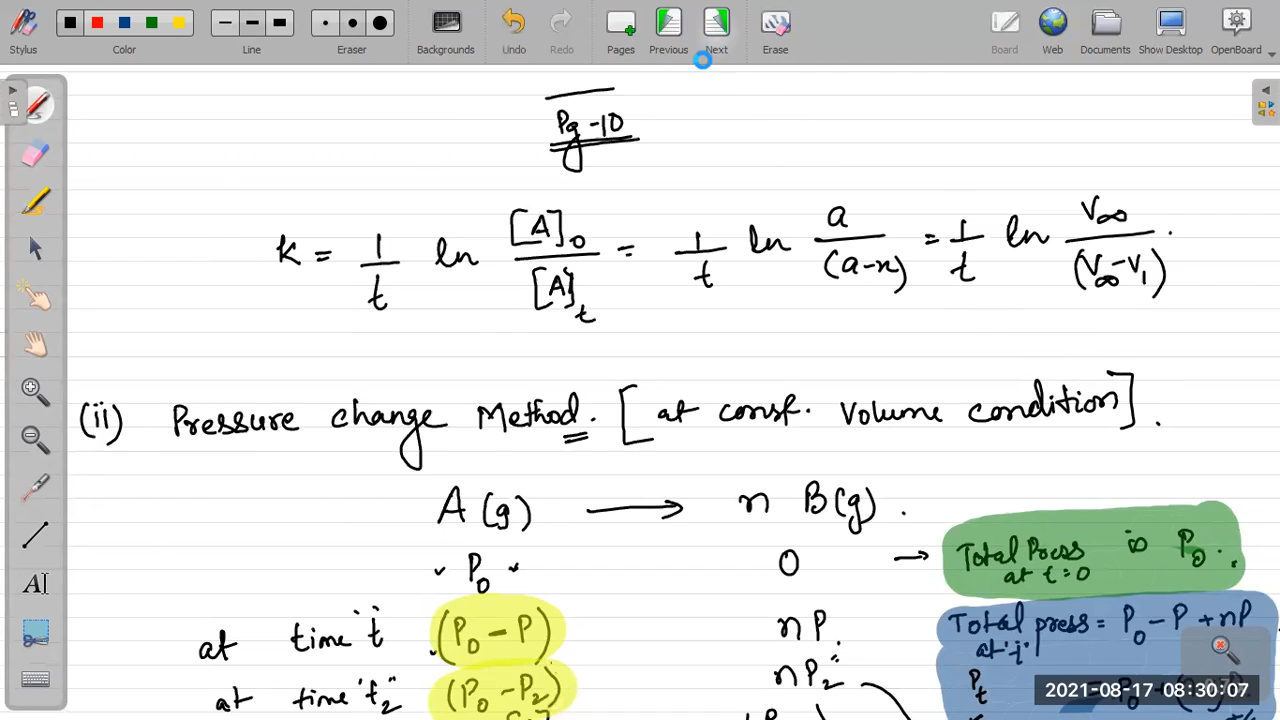 Stylus Color Line Eraser Backgrounds Undo Redo Pages Previous Next Erase Board Web Documents Show Desktop OpenBoard
Pg -10
K = 1/t ln [A]₀/[A]t = 1/t ln a/(a-x) = 1/t ln V∞/(V∞-V₁).
(ii) Pressure change Method. [at const. Volume condition].
A (g) → n B(g).
P₀ 0 → Total Press is P₀.
at t=0
at time 't' (P₀ - P) nP. Total press = P₀ - P + nP
at 't'
at time 't₂' (P₀ - P₂) nP₂ Pt = P₀ +
2021-08-17 08:30:07